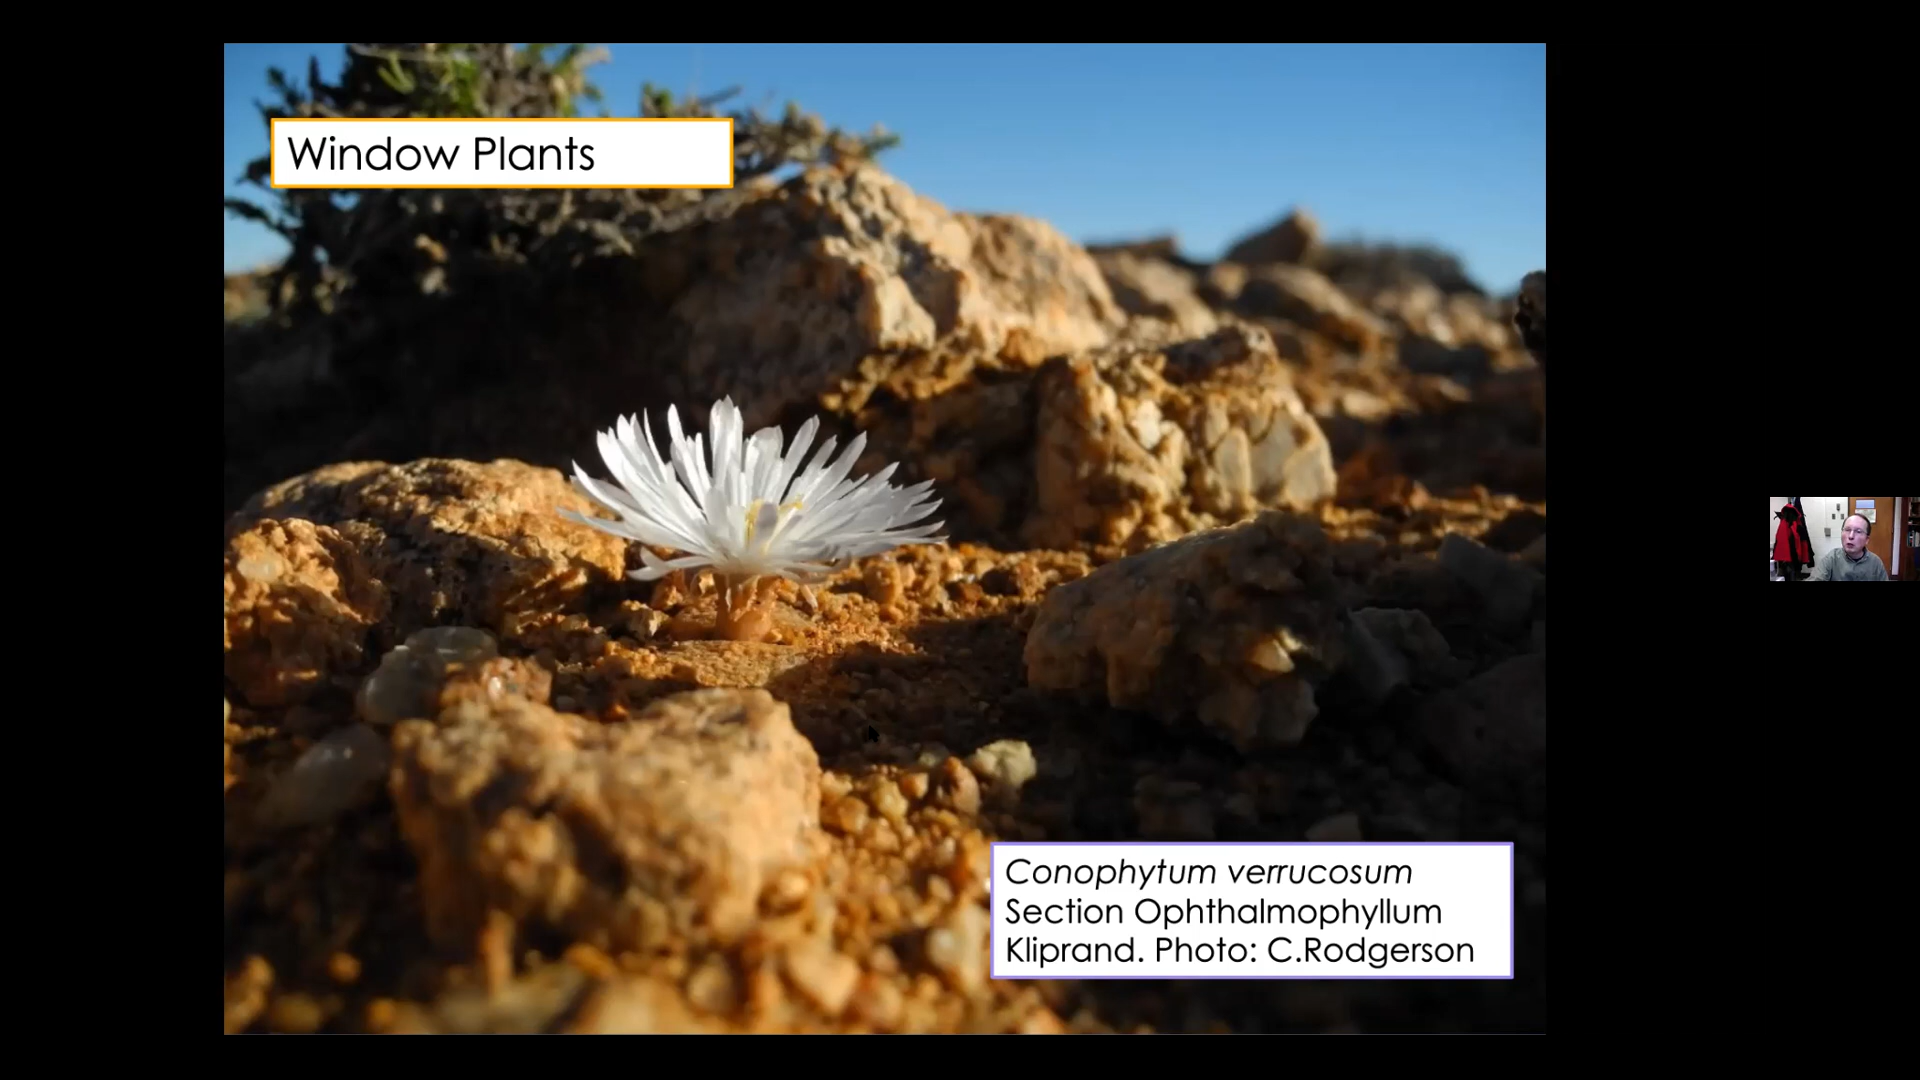 Window Plants
Conophytum verrucosum
Section Ophthalmophyllum
Kliprand. Photo: C.Rodgerson